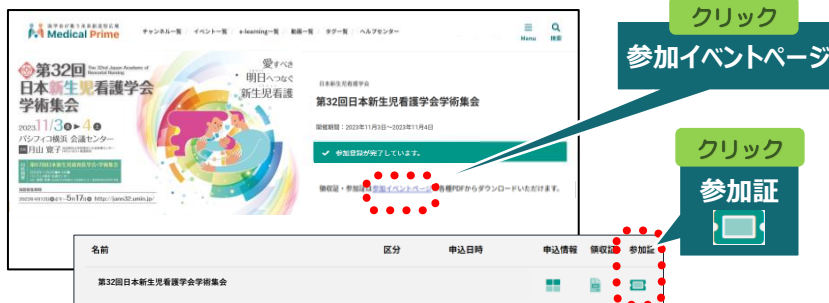 Medical Prime
チャンネル一覧 / イベント一覧 / e-learning一覧 / 動画一覧 / タグ一覧 / ヘルプセンター
Menu 検索
第32回
日本新生児看護学会
学術集会
2023 11/3 ▶ 4
パシフィコ横浜 会議センター
月山 寛子
http://jann32.umin.jp/
愛すべき
明日へつなぐ
新生児看護
日本新生児看護学会
第32回日本新生児看護学会学術集会
開催期間：2023年11月3日～2023年11月4日
✓ 参加登録が完了しています。
領収証・参加証は参加イベントページの各種PDFからダウンロードいただけます。
クリック
参加イベントページ
クリック
参加証
名前 区分 申込日時 申込情報 領収証 参加証
第32回日本新生児看護学会学術集会